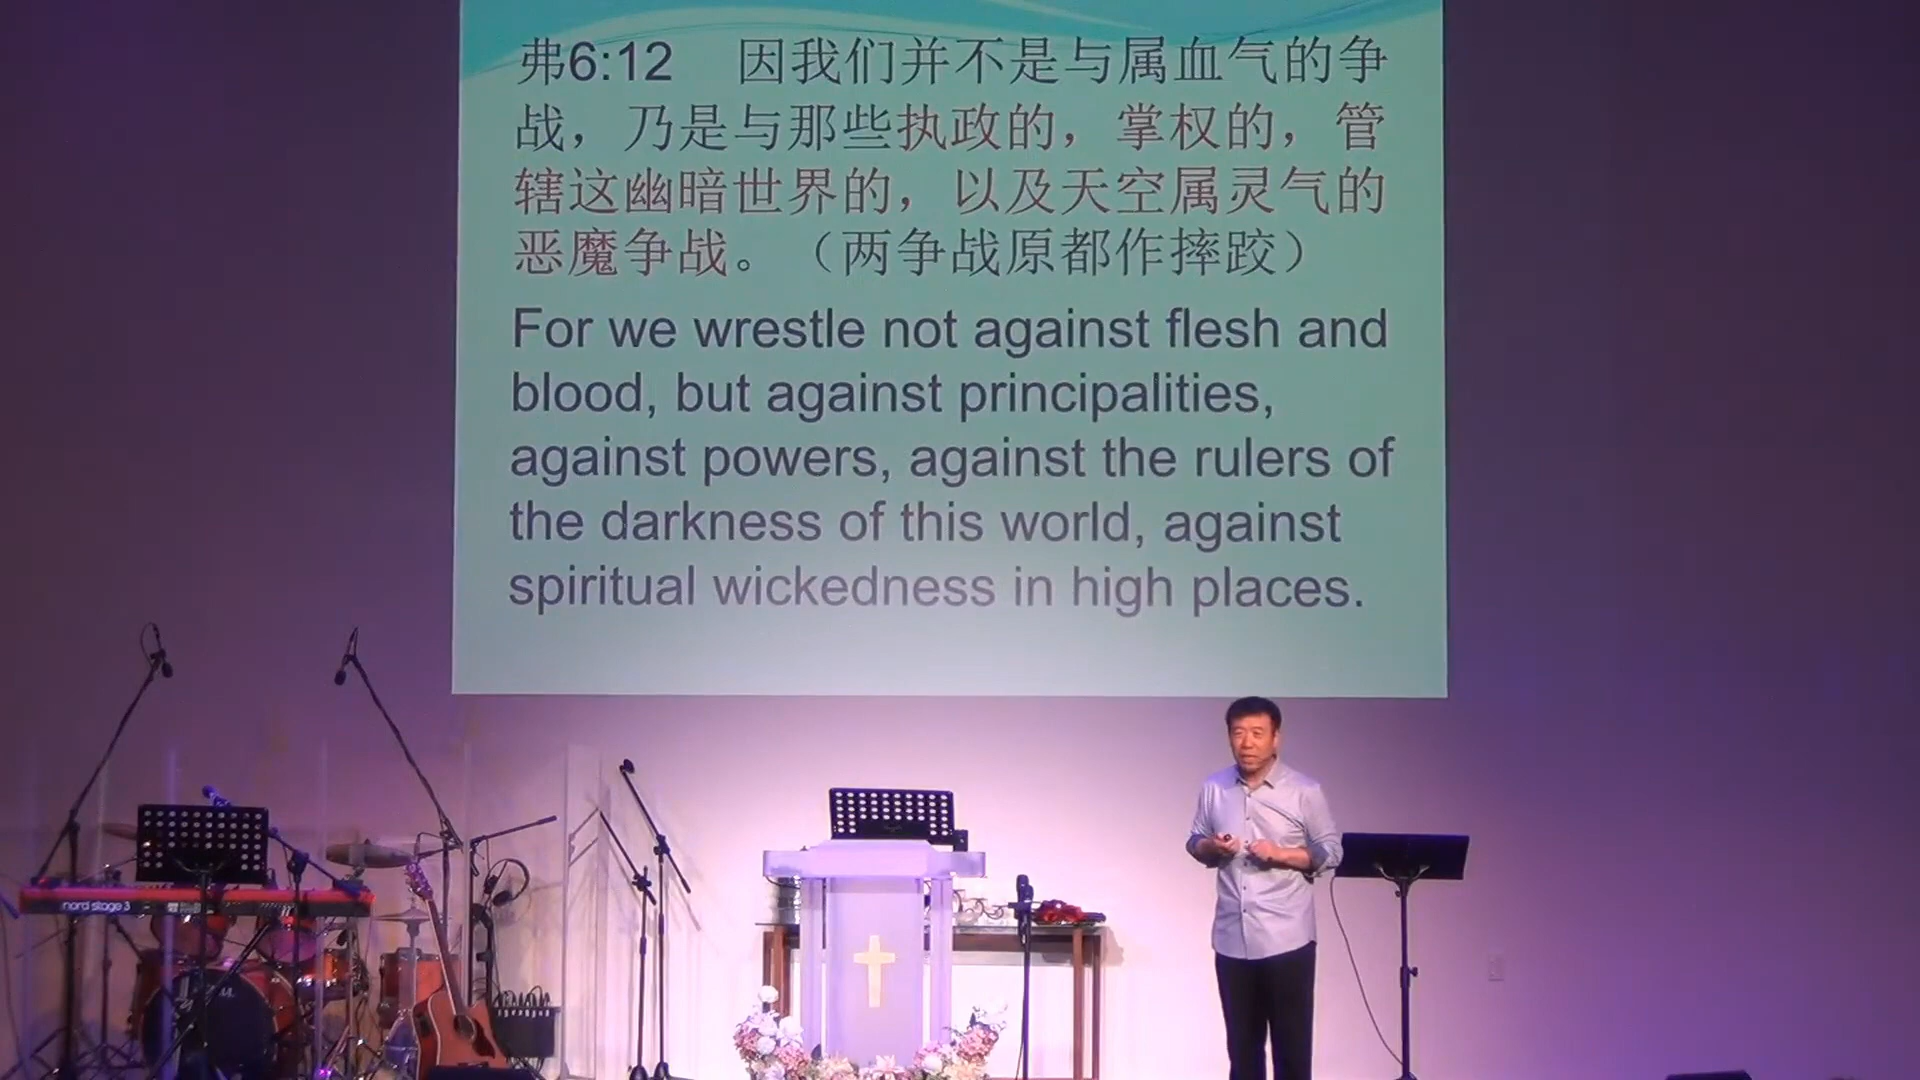 弗6:12 因我们并不是与属血气的争
战，乃是与那些执政的，掌权的，管
辖这幽暗世界的，以及天空属灵气的
恶魔争战。（两争战原都作摔跤）
For we wrestle not against flesh and
blood, but against principalities,
against powers, against the rulers of
the darkness of this world, against
spiritual wickedness in high places.
nord stage 3